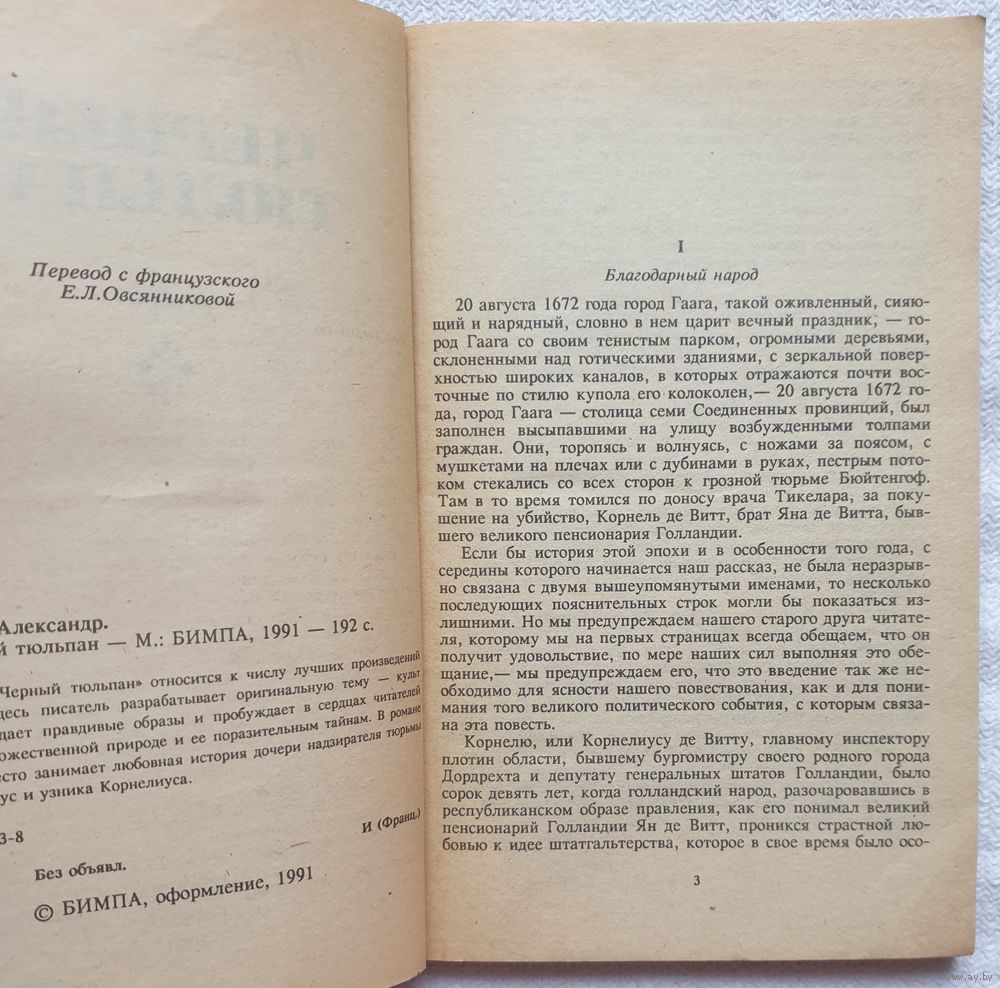 Перевод с французского
Е.Л.Овсянниковой
Александр.
й тюльпан — М.: БИМПА, 1991 — 192 с.
Черный тюльпан» относится к числу лучших произведений
десь писатель разрабатывает оригинальную тему — культ
дает правдивые образы и пробуждает в сердцах читателей
ожественной природе и ее поразительным тайнам. В романе
есто занимает любовная история дочери надзирателя тюрьмы
ус и узника Корнелиуса.
3-8
И (Франц.)
Без объявл.
© БИМПА, оформление, 1991
I
Благодарный народ
20 августа 1672 года город Гаага, такой оживленный, сияю-
щий и нарядный, словно в нем царит вечный праздник, — го-
род Гаага со своим тенистым парком, огромными деревьями,
склоненными над готическими зданиями, с зеркальной повер-
хностью широких каналов, в которых отражаются почти вос-
точные по стилю купола его колоколен,— 20 августа 1672 го-
да, город Гаага — столица семи Соединенных провинций, был
заполнен высыпавшими на улицу возбужденными толпами
граждан. Они, торопясь и волнуясь, с ножами за поясом, с
мушкетами на плечах или с дубинами в руках, пестрым пото-
ком стекались со всех сторон к грозной тюрьме Бюйтенгоф.
Там в то время томился по доносу врача Тикелара, за поку-
шение на убийство, Корнель де Витт, брат Яна де Витта, быв-
шего великого пенсионария Голландии.
Если бы история этой эпохи и в особенности того года, с
середины которого начинается наш рассказ, не была неразрыв-
но связана с двумя вышеупомянутыми именами, то несколько
последующих пояснительных строк могли бы показаться из-
лишними. Но мы предупреждаем нашего старого друга читате-
ля, которому мы на первых страницах всегда обещаем, что он
получит удовольствие, по мере наших сил выполняя это обе-
щание,— мы предупреждаем его, что это введение так же не-
обходимо для ясности нашего повествования, как и для пони-
мания того великого политического события, с которым связа-
на эта повесть.
Корнелю, или Корнелиусу де Витту, главному инспектору
плотин области, бывшему бургомистру своего родного города
Дордрехта и депутату генеральных штатов Голландии, было
сорок девять лет, когда голландский народ, разочаровавшись в
республиканском образе правления, как его понимал великий
пенсионарий Голландии Ян де Витт, проникся страстной лю-
бовью к идее штатгальтерства, которое в свое время было осо-
3
www.ay.by